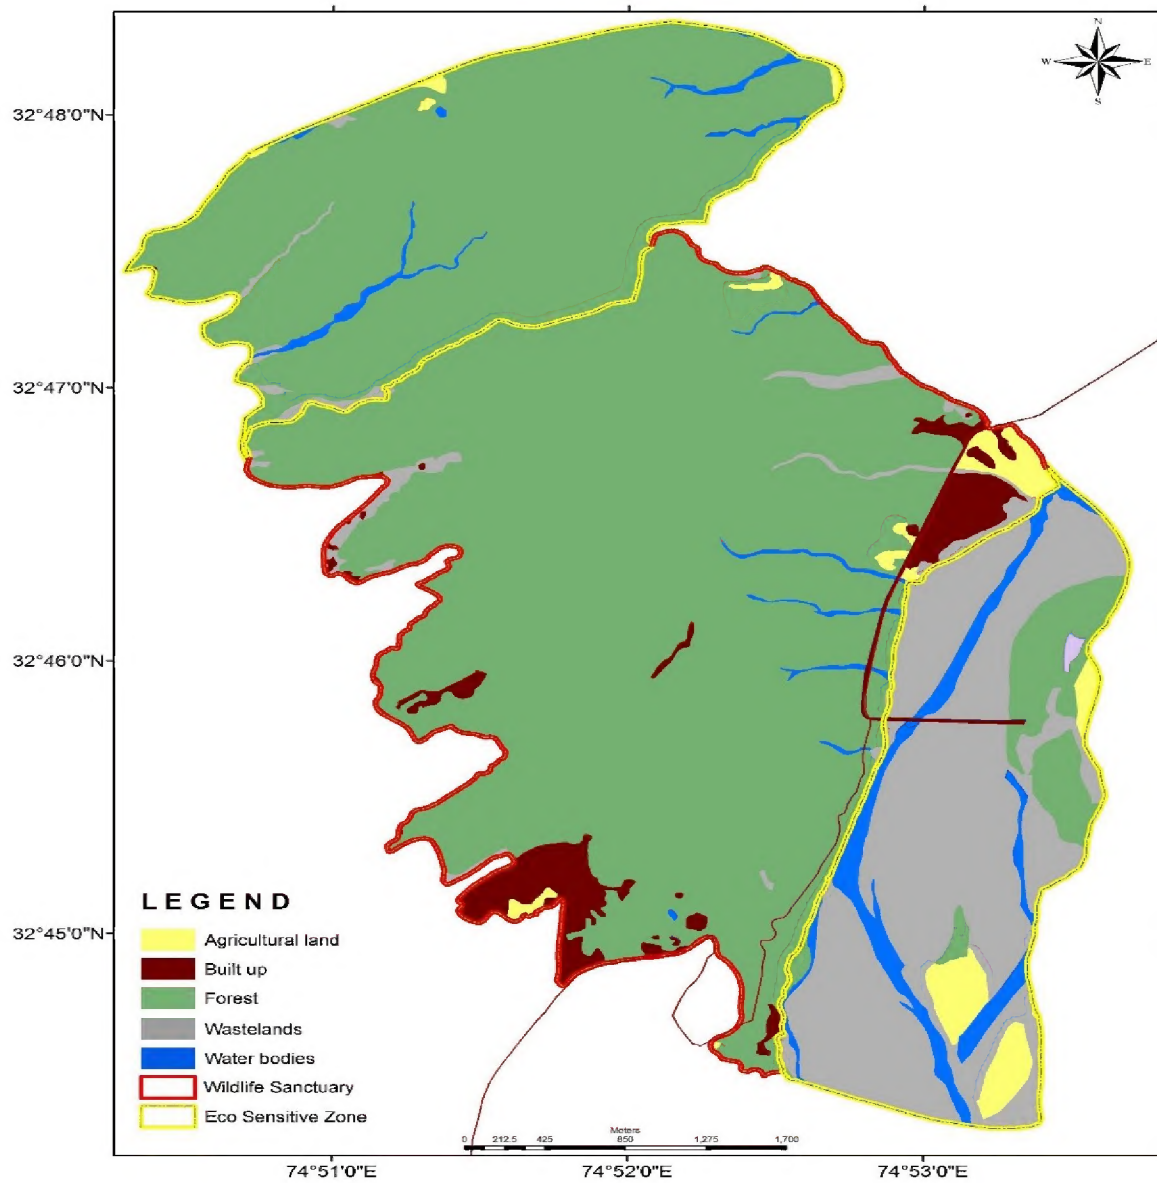 N
W E
S
32°48'0"N
32°47'0"N
32°46'0"N
32°45'0"N
LEGEND
Agricultural land
Built up
Forest
Wastelands
Water bodies
Wildlife Sanctuary
Eco Sensitive Zone
Meters
0 212.5 425 850 1,275 1,700
74°51'0"E 74°52'0"E 74°53'0"E